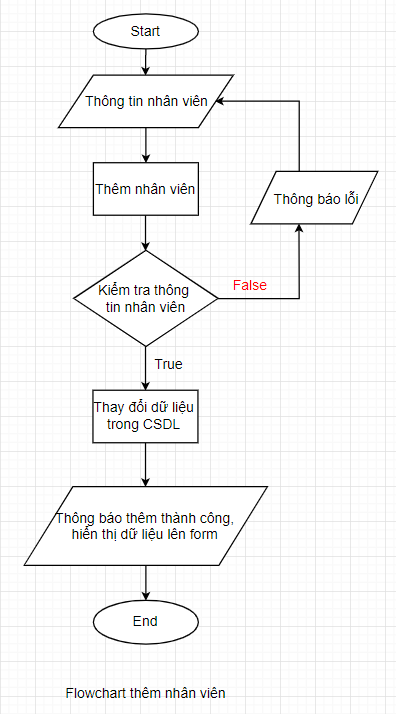 Start
Thông tin nhân viên
Thêm nhân viên
Thông báo lỗi
Kiểm tra thông
tin nhân viên
False
True
Thay đổi dữ liệu
trong CSDL
Thông báo thêm thành công,
hiển thị dữ liệu lên form
End
Flowchart thêm nhân viên